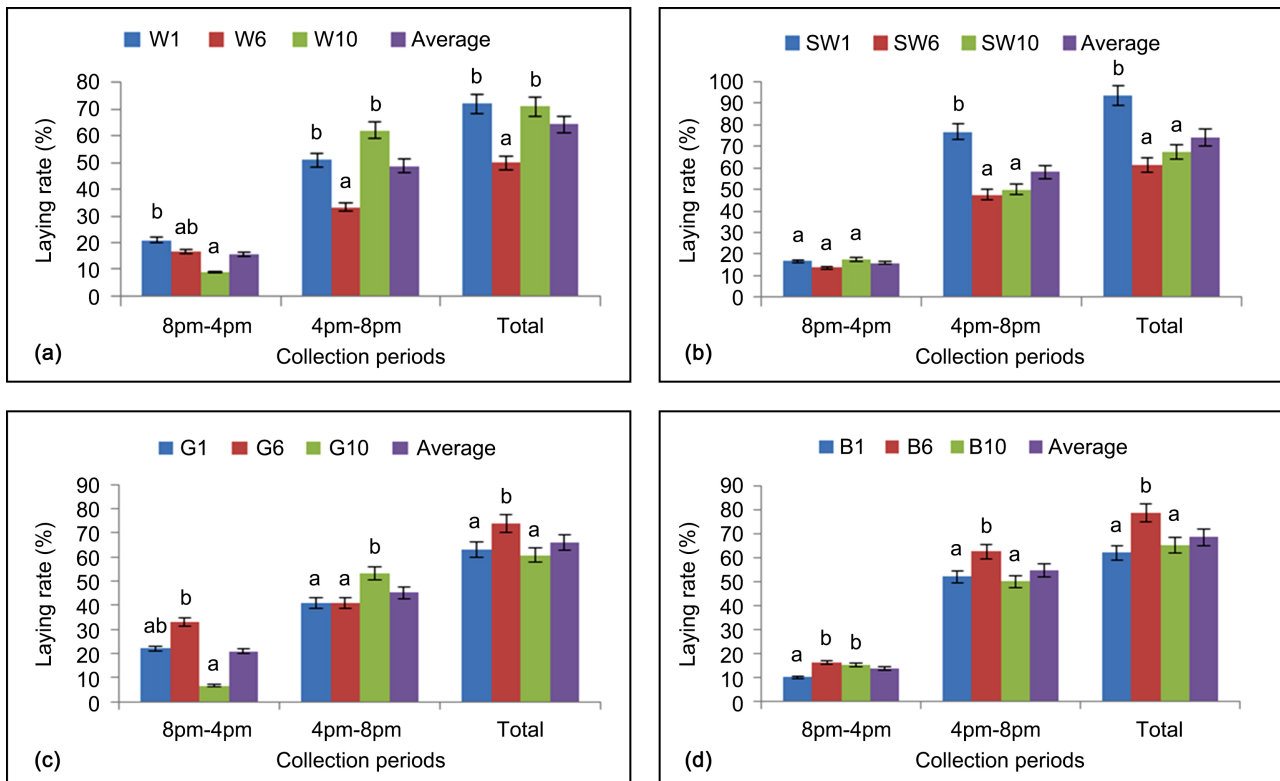 W1 W6 W10 Average
80
70
60
50
40
30
20
10
0
Laying rate (%)
b ab a
b a b
b a b
8pm-4pm 4pm-8pm Total
Collection periods
(a)
SW1 SW6 SW10 Average
100
90
80
70
60
50
40
30
20
10
0
Laying rate (%)
a a a
b a a
b a a
8pm-4pm 4pm-8pm Total
Collection periods
(b)
G1 G6 G10 Average
90
80
70
60
50
40
30
20
10
0
Laying rate (%)
ab b a
a a b
a b a
8pm-4pm 4pm-8pm Total
Collection periods
(c)
B1 B6 B10 Average
90
80
70
60
50
40
30
20
10
0
Laying rate (%)
a b b
a b a
a b a
8pm-4pm 4pm-8pm Total
Collection periods
(d)